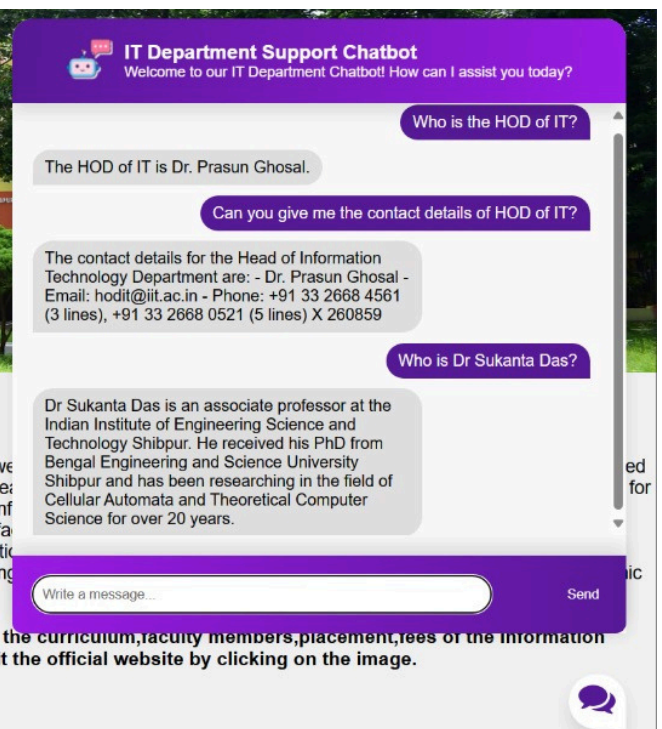 IT Department Support Chatbot
Welcome to our IT Department Chatbot! How can I assist you today?
Who is the HOD of IT?
The HOD of IT is Dr. Prasun Ghosal.
Can you give me the contact details of HOD of IT?
The contact details for the Head of Information
Technology Department are: - Dr. Prasun Ghosal -
Email: hodit@iit.ac.in - Phone: +91 33 2668 4561
(3 lines), +91 33 2668 0521 (5 lines) X 260859
Who is Dr Sukanta Das?
Dr Sukanta Das is an associate professor at the
Indian Institute of Engineering Science and
Technology Shibpur. He received his PhD from
Bengal Engineering and Science University
Shibpur and has been researching in the field of
Cellular Automata and Theoretical Computer
Science for over 20 years.
for
Write a message...
Send
the curriculum,faculty members,placement,fees of the Information
the official website by clicking on the image.